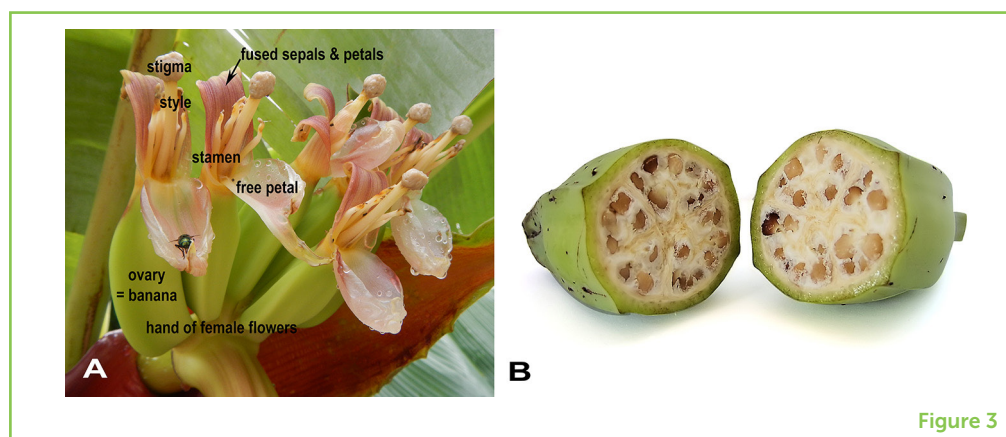 fused sepals & petals
stigma
style
stamen
free petal
ovary
= banana
hand of female flowers
A
B
Figure 3